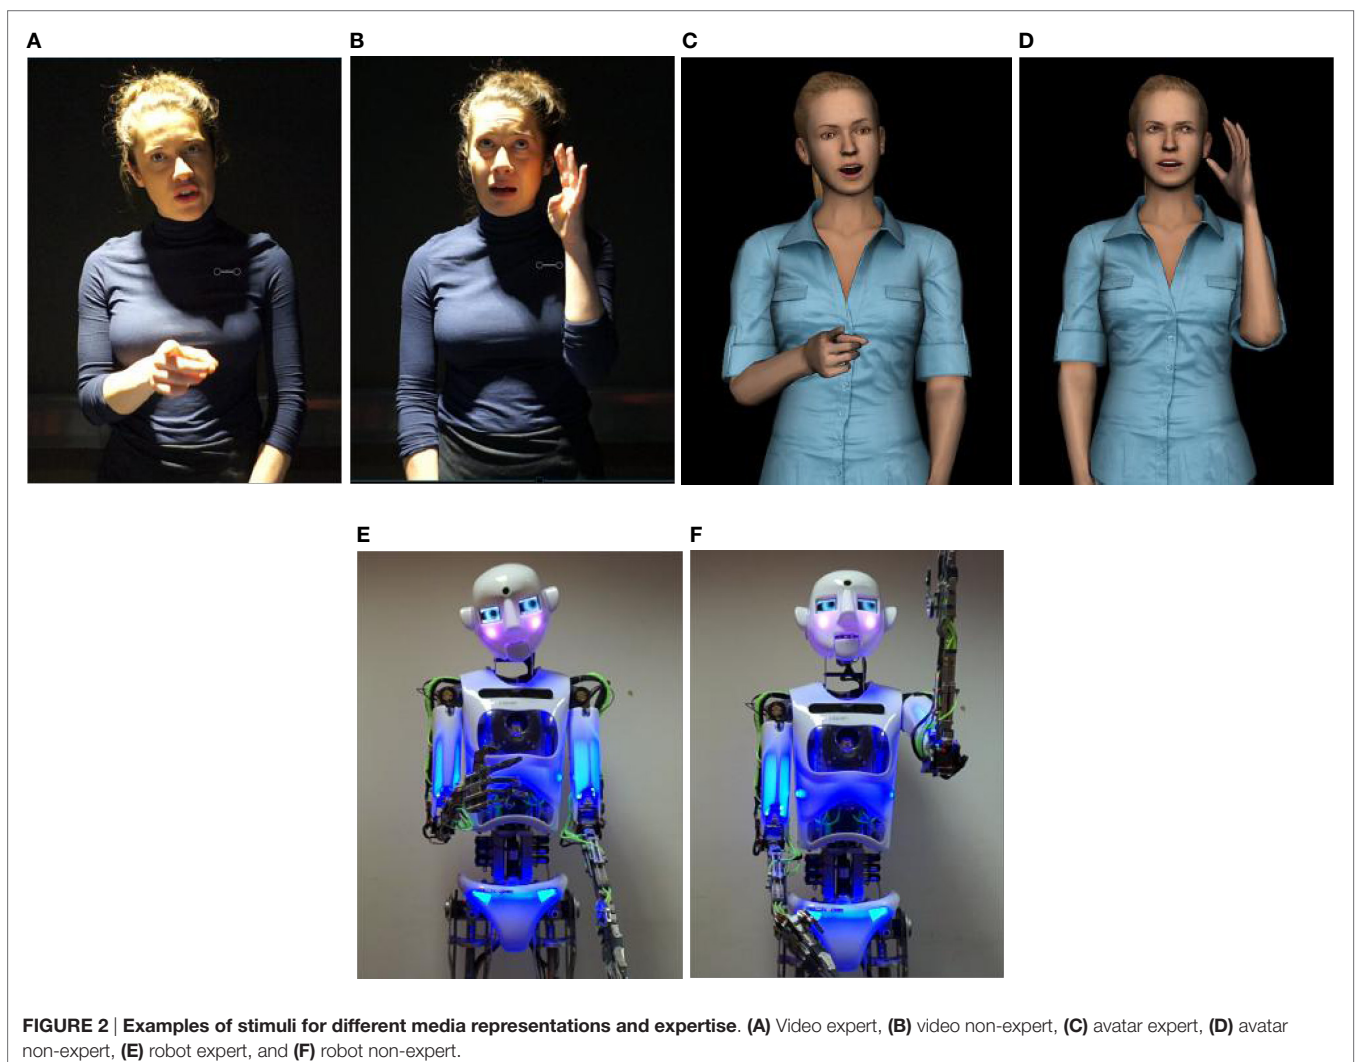 A B C D
E F
FIGURE 2 | Examples of stimuli for different media representations and expertise. (A) Video expert, (B) video non-expert, (C) avatar expert, (D) avatar
non-expert, (E) robot expert, and (F) robot non-expert.